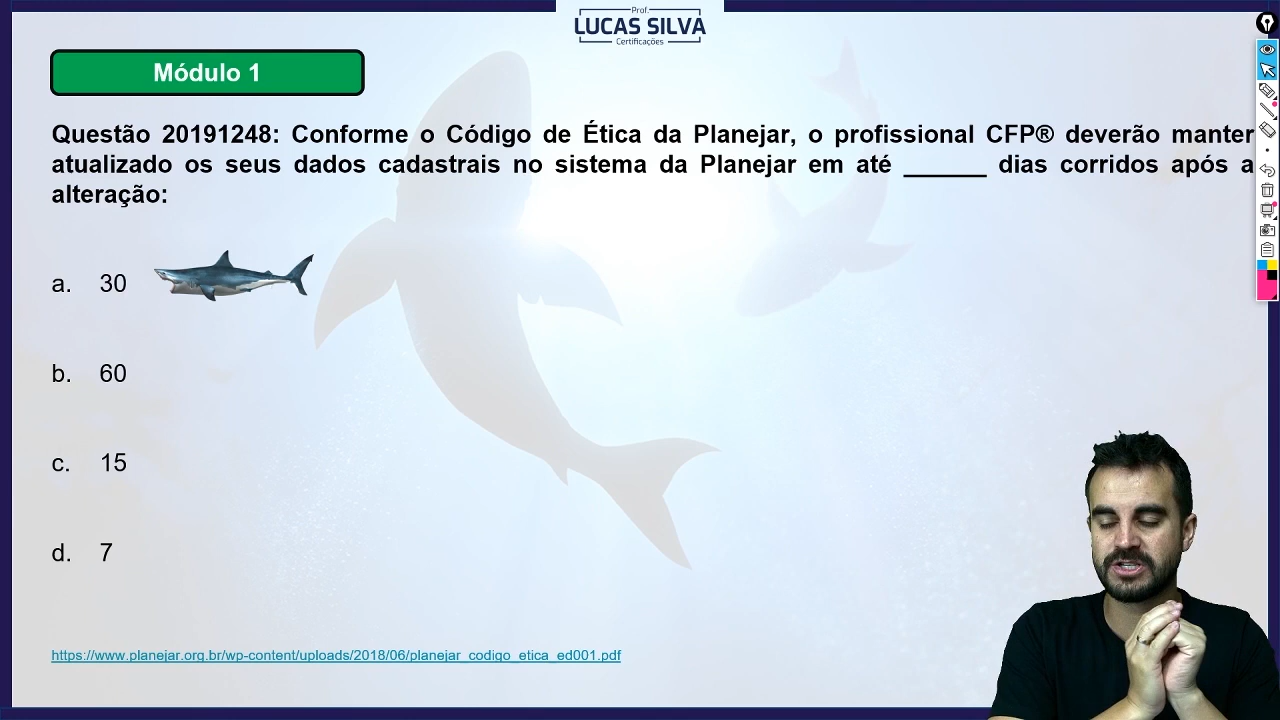 Prof.
LUCAS SILVA
Certificações
Módulo 1
Questão 20191248: Conforme o Código de Ética da Planejar, o profissional CFP® deverão manter
atualizado os seus dados cadastrais no sistema da Planejar em até ______ dias corridos após a
alteração:
a. 30
b. 60
c. 15
d. 7
https://www.planejar.org.br/wp-content/uploads/2018/06/planejar_codigo_etica_ed001.pdf